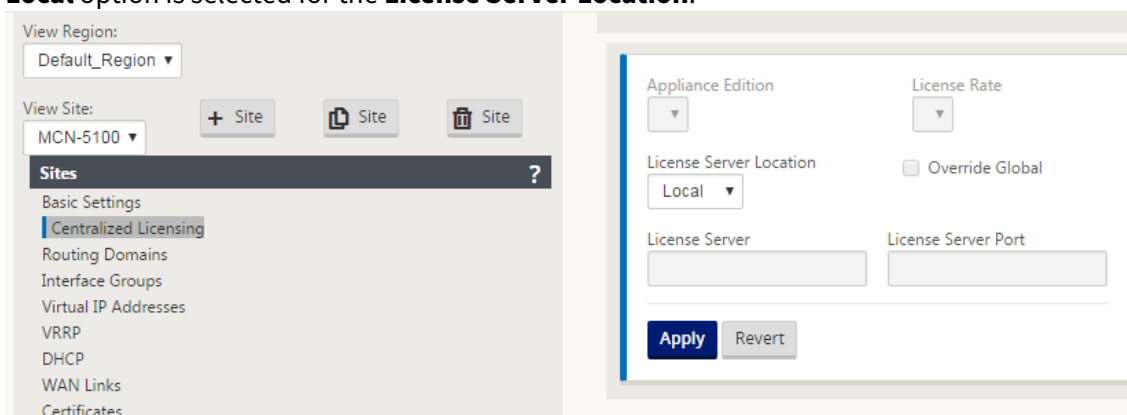 Local option is selected for the License Server Location.
View Region:
Default_Region
View Site:
+ Site
Site
Site
MCN-5100
Sites ?
Basic Settings
Centralized Licensing
Routing Domains
Interface Groups
Virtual IP Addresses
VRRP
DHCP
WAN Links
Certificates
Appliance Edition
License Rate
License Server Location
Override Global
Local
License Server
License Server Port
Apply
Revert